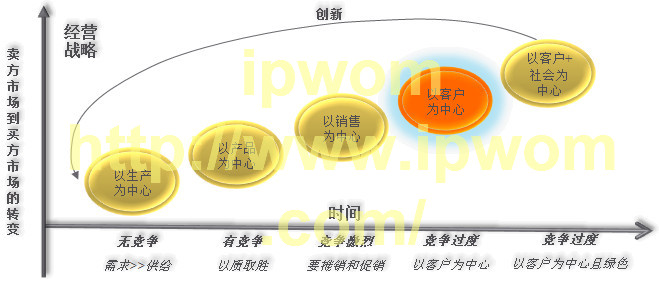 创新
经营
战略
卖方市场到买方市场的转变
以客户+
社会为
中心
以客户
为中心
以销售
为中心
以产品
为中心
以生产
为中心
ipwom
http://www.ipwom
.com/
时间
无竞争 有竞争 竞争激烈 竞争过度 竞争过度
需求>>供给 以质取胜 要推销和促销 以客户为中心 以客户为中心且绿色